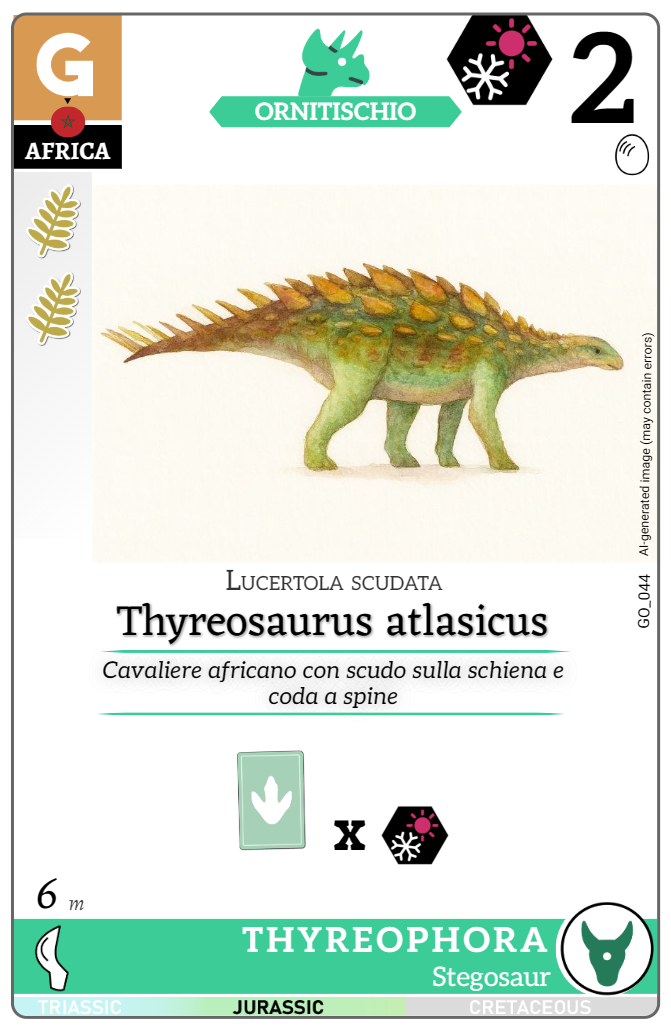 G
AFRICA
ORNITISCHIO
2
AI-generated image (may contain errors)
GO_044
Lucertola scudata
Thyreosaurus atlasicus
Cavaliere africano con scudo sulla schiena e
coda a spine
x
6 m
THYREOPHORA
Stegosaur
TRIASSIC JURASSIC CRETACEOUS